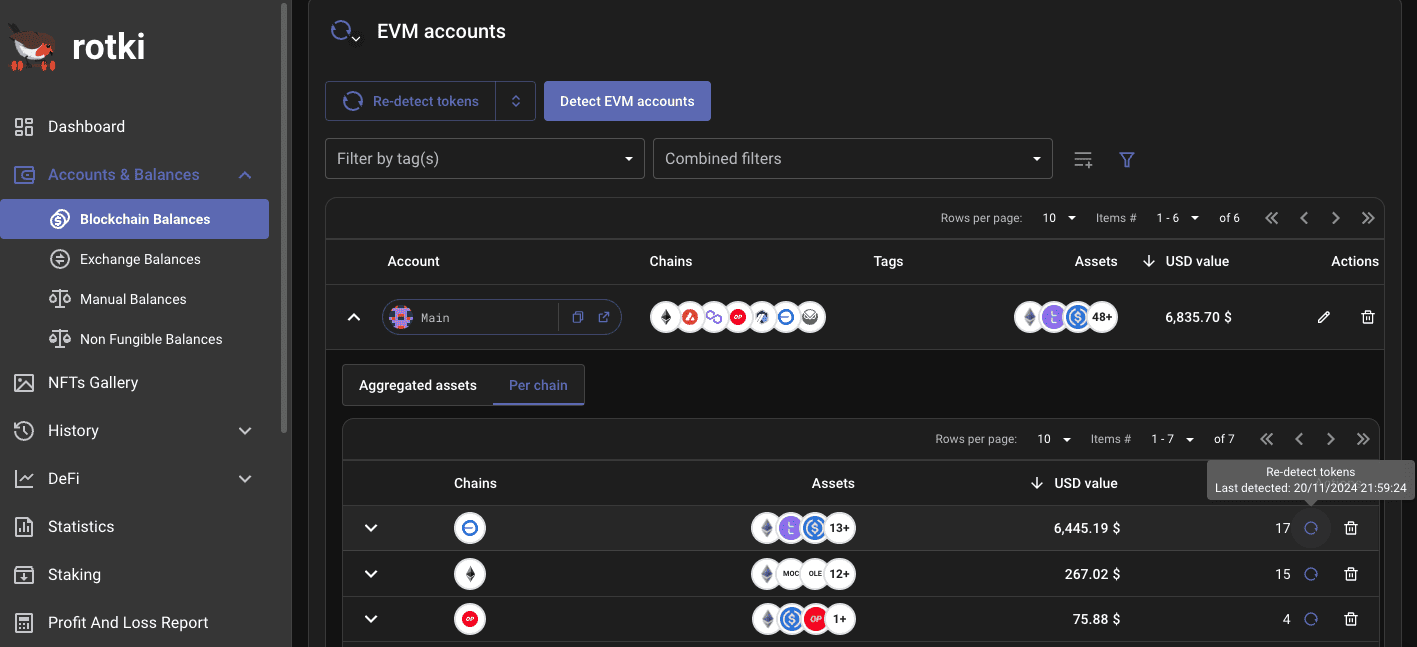 rotki
Dashboard
Accounts & Balances
Blockchain Balances
Exchange Balances
Manual Balances
Non Fungible Balances
NFTs Gallery
History
DeFi
Statistics
Staking
Profit And Loss Report
EVM accounts
Re-detect tokens
Detect EVM accounts
Filter by tag(s)
Combined filters
Rows per page: 10 Items # 1 - 6 of 6
Account Chains Tags Assets USD value Actions
Main OP 48+ 6,835.70 $
Aggregated assets Per chain
Rows per page: 10 Items # 1 - 7 of 7
Re-detect tokens
Last detected: 20/11/2024 21:59:24
Chains Assets USD value
13+ 6,445.19 $ 17
MOC OLE 12+ 267.02 $ 15
OP OP 1+ 75.88 $ 4